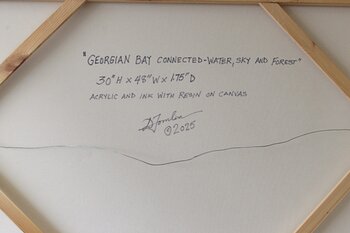 "GEORGIAN BAY CONNECTED-WATER, SKY AND FOREST"
30"H X 48"W X 1.75"D
ACRYLIC AND INK WITH RESIN ON CANVAS
©2025